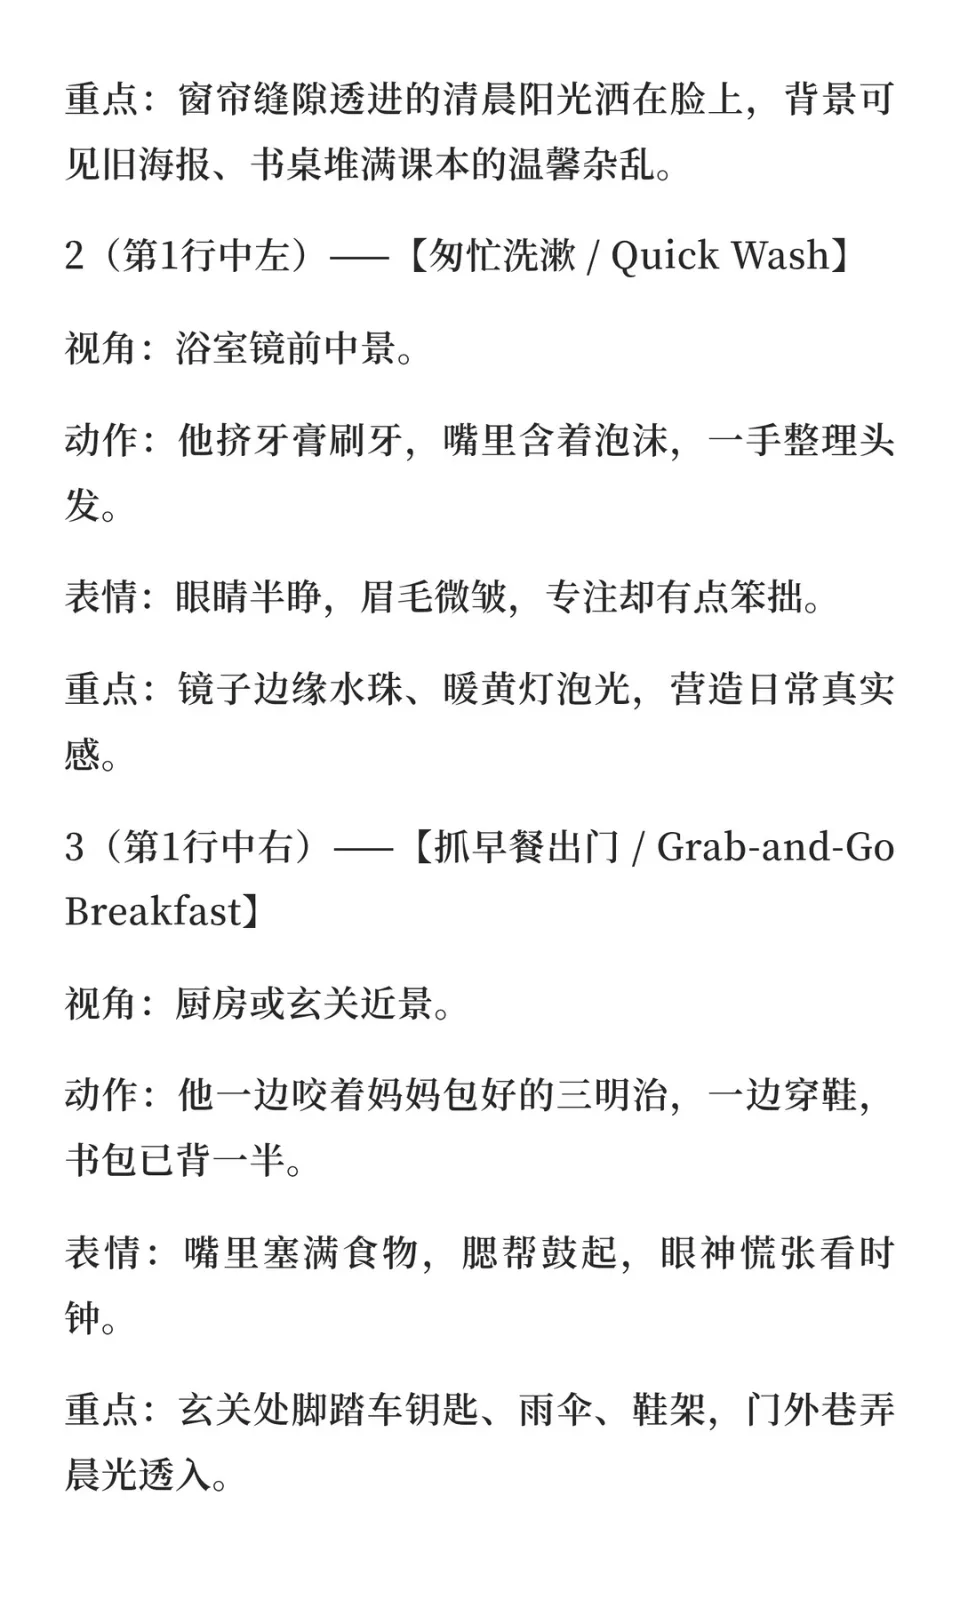 重点：窗帘缝隙透进的清晨阳光洒在脸上，背景可
见旧海报、书桌堆满课本的温馨杂乱。
2（第1行中左）——【匆忙洗漱 / Quick Wash】
视角：浴室镜前中景。
动作：他挤牙膏刷牙，嘴里含着泡沫，一手整理头
发。
表情：眼睛半睁，眉毛微皱，专注却有点笨拙。
重点：镜子边缘水珠、暖黄灯泡光，营造日常真实
感。
3（第1行中右）——【抓早餐出门 / Grab-and-Go
Breakfast】
视角：厨房或玄关近景。
动作：他一边咬着妈妈包好的三明治，一边穿鞋，
书包已背一半。
表情：嘴里塞满食物，腮帮鼓起，眼神慌张看时
钟。
重点：玄关处脚踏车钥匙、雨伞、鞋架，门外巷弄
晨光透入。